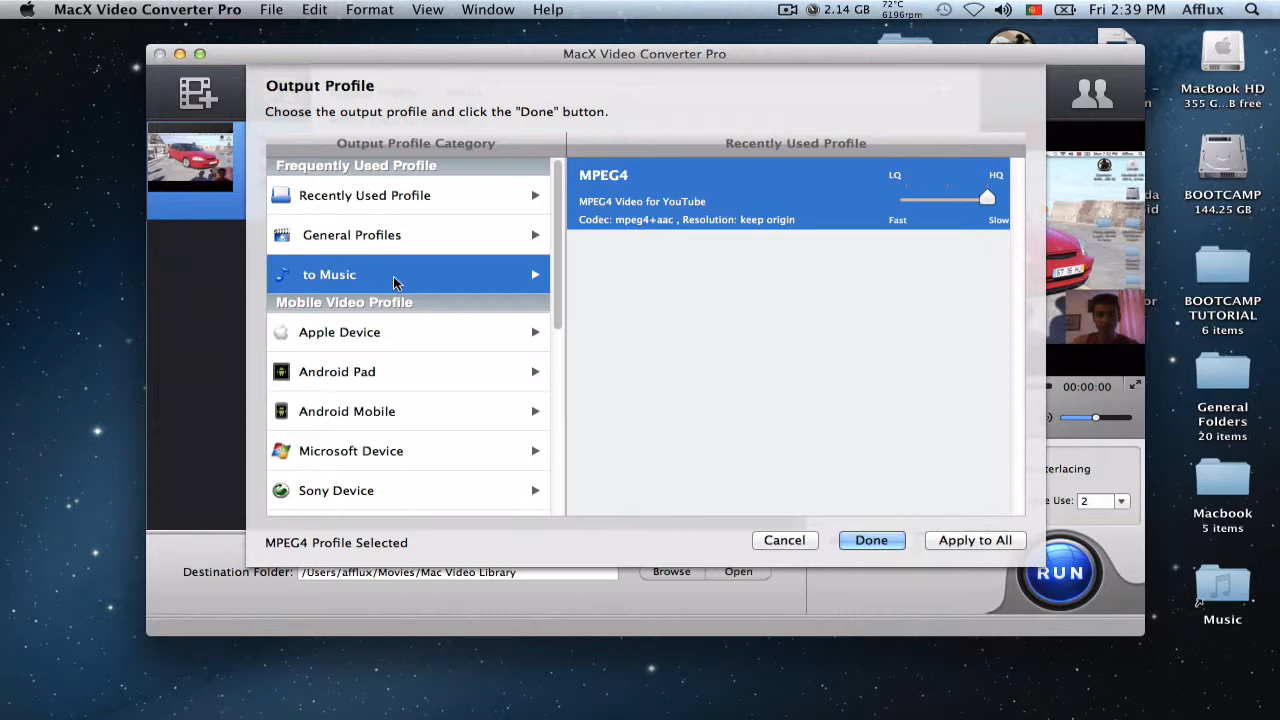 MacX Video Converter Pro File Edit Format View Window Help 2.14 GB 72°C 6196rpm Fri 2:39 PM Afflux
MacX Video Converter Pro
Output Profile
Choose the output profile and click the "Done" button.
Output Profile Category
Recently Used Profile
Frequently Used Profile
Recently Used Profile
General Profiles
to Music
Mobile Video Profile
Apple Device
Android Pad
Android Mobile
Microsoft Device
Sony Device
MPEG4
MPEG4 Video for YouTube
Codec: mpeg4+aac , Resolution: keep origin
LQ HQ
Fast Slow
MPEG4 Profile Selected
Cancel
Done
Apply to All
00:00:00
terlacing
e Use: 2
Destination Folder: /Users/afflux/Movies/Mac Video Library
Browse
Open
RUN
MacBook HD
355 G...B free
BOOTCAMP
144.25 GB
BOOTCAMP
TUTORIAL
6 items
General
Folders
20 items
Macbook
5 items
Music